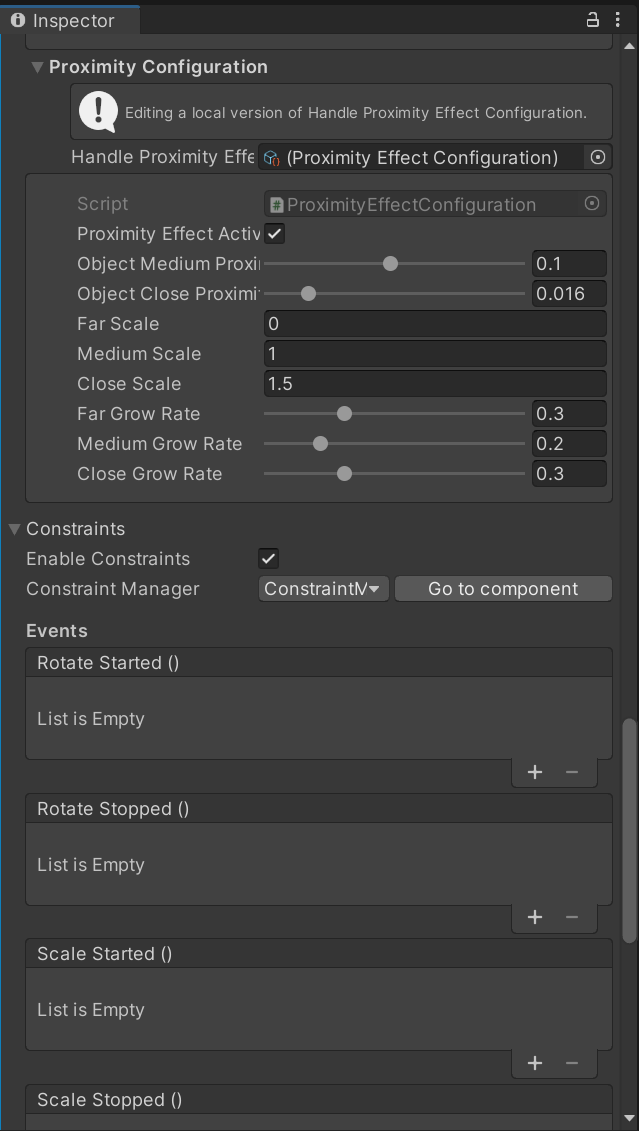 Inspector
Proximity Configuration
Editing a local version of Handle Proximity Effect Configuration.
Handle Proximity Effe (Proximity Effect Configuration)
Script ProximityEffectConfiguration
Proximity Effect Activ
Object Medium Proxi 0.1
Object Close Proximi 0.016
Far Scale 0
Medium Scale 1
Close Scale 1.5
Far Grow Rate 0.3
Medium Grow Rate 0.2
Close Grow Rate 0.3
Constraints
Enable Constraints
Constraint Manager ConstraintM Go to component
Events
Rotate Started ()
List is Empty
+ −
Rotate Stopped ()
List is Empty
+ −
Scale Started ()
List is Empty
+ −
Scale Stopped ()